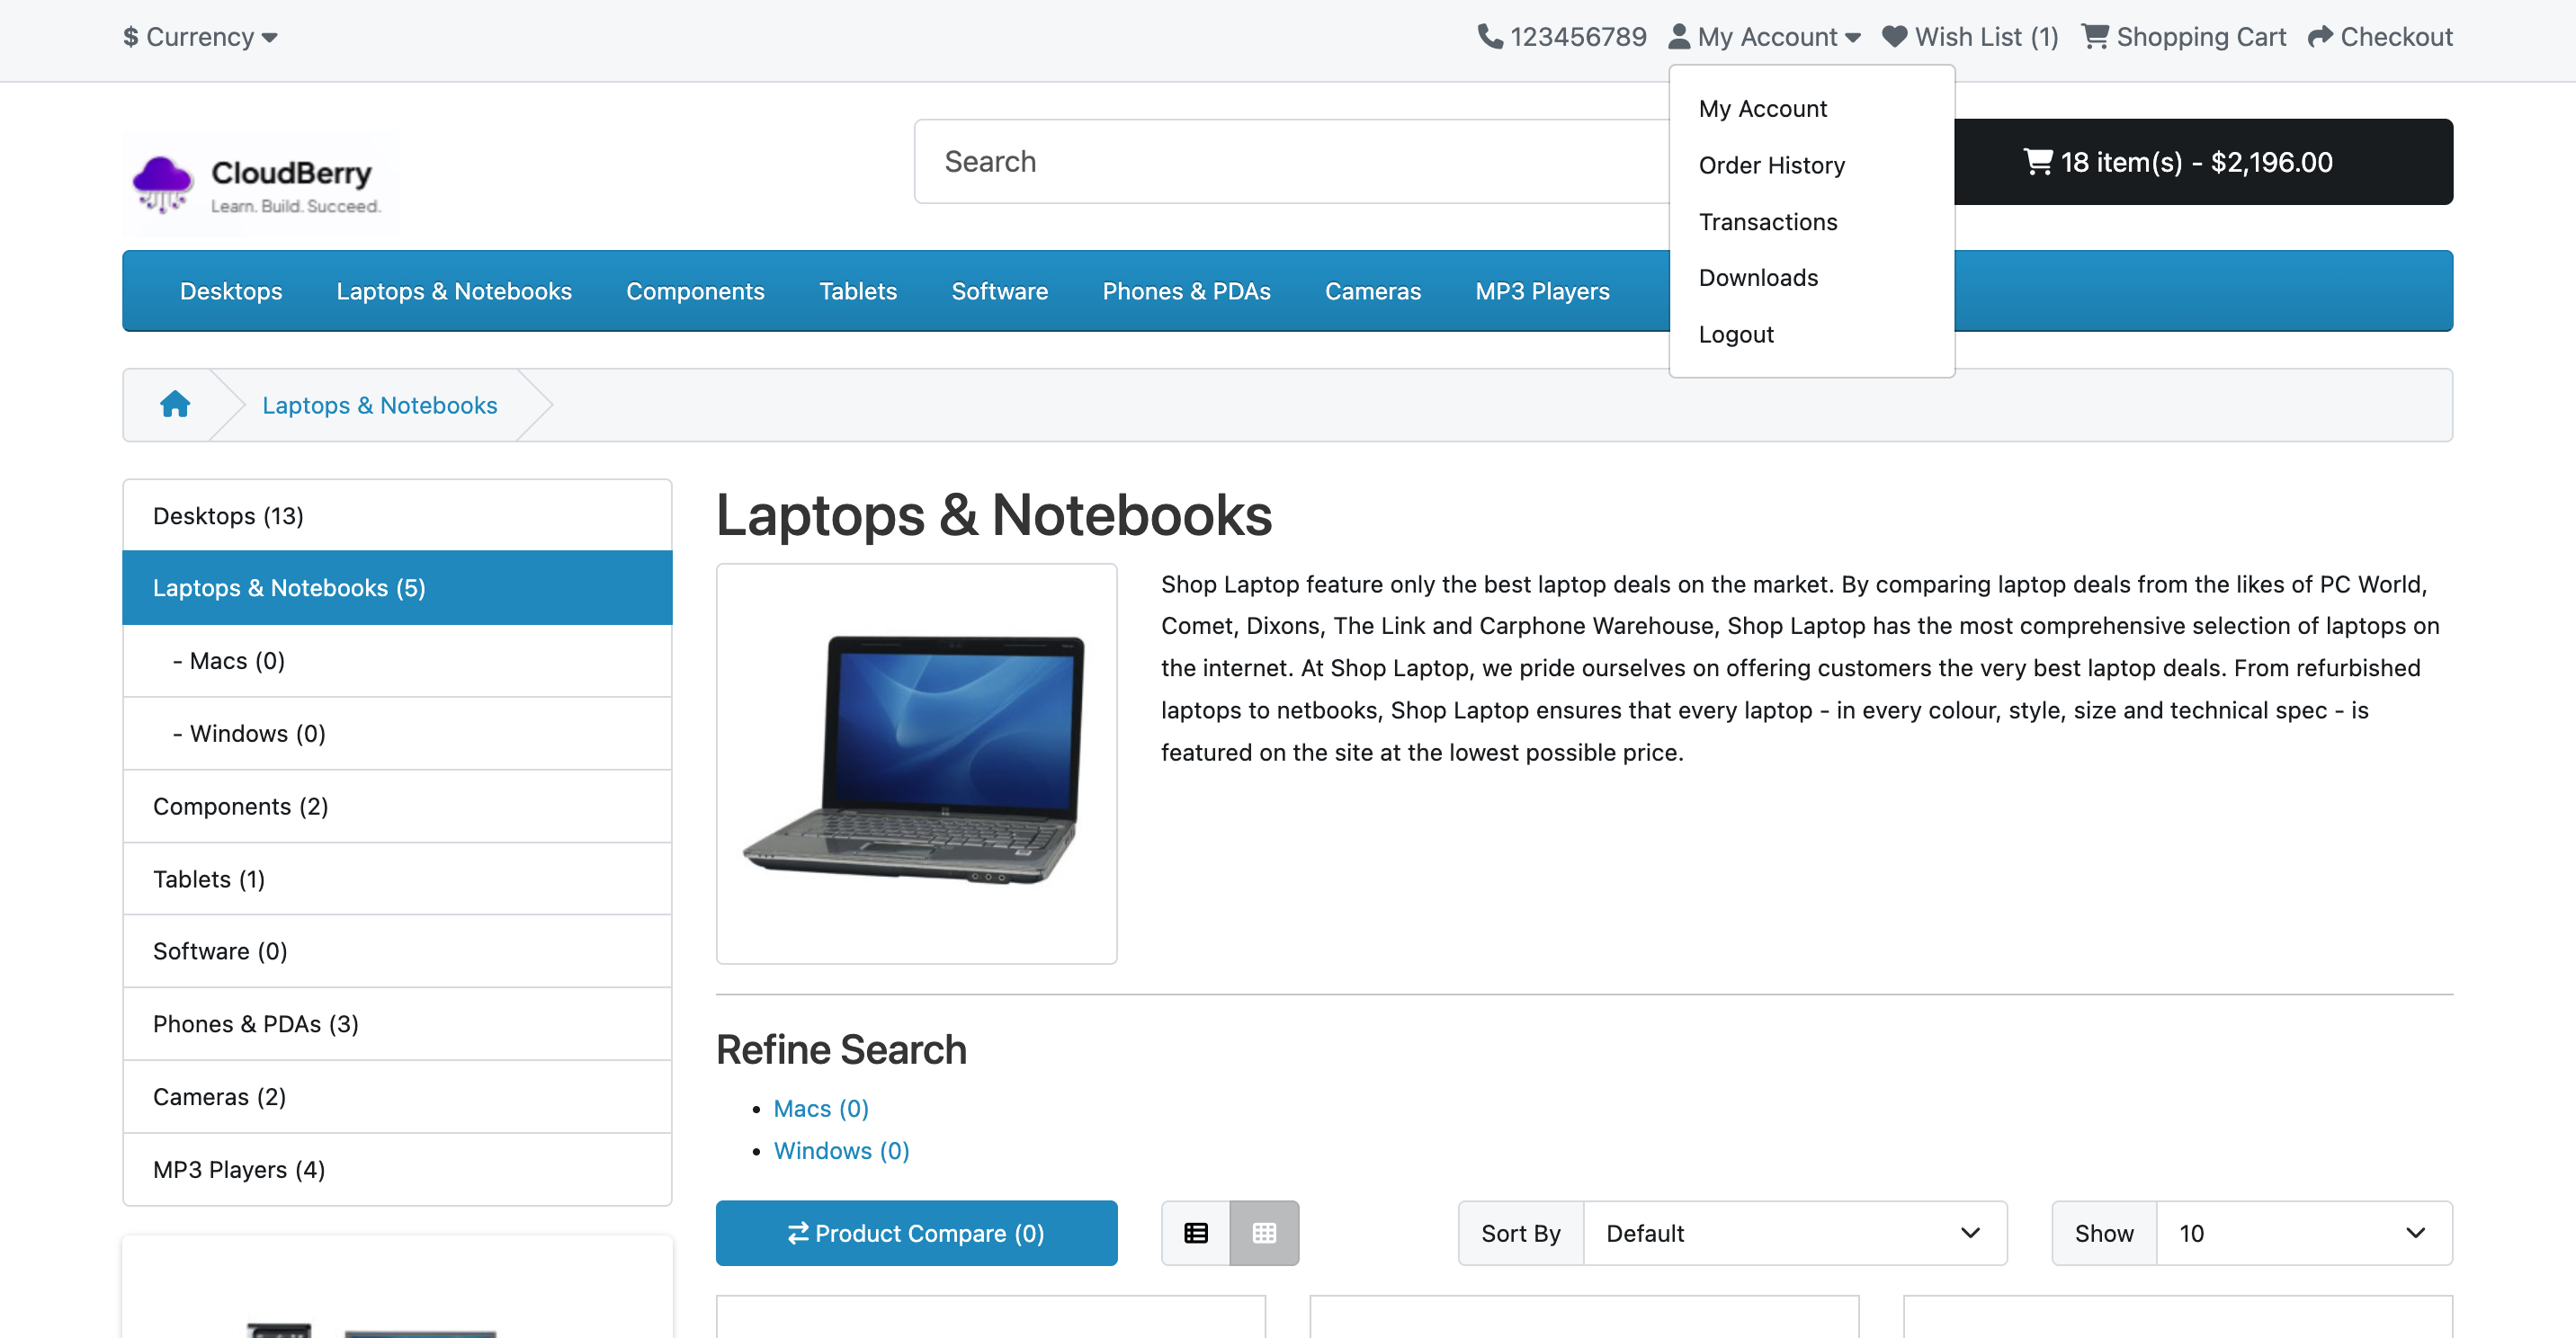 $ Currency
123456789 My Account Wish List (1) Shopping Cart Checkout
My Account
Order History
Transactions
Downloads
Logout
CloudBerry
Learn. Build. Succeed.
Search
18 item(s) - $2,196.00
Desktops Laptops & Notebooks Components Tablets Software Phones & PDAs Cameras MP3 Players
Laptops & Notebooks
Desktops (13)
Laptops & Notebooks (5)
- Macs (0)
- Windows (0)
Components (2)
Tablets (1)
Software (0)
Phones & PDAs (3)
Cameras (2)
MP3 Players (4)
Laptops & Notebooks
Shop Laptop feature only the best laptop deals on the market. By comparing laptop deals from the likes of PC World,
Comet, Dixons, The Link and Carphone Warehouse, Shop Laptop has the most comprehensive selection of laptops on
the internet. At Shop Laptop, we pride ourselves on offering customers the very best laptop deals. From refurbished
laptops to netbooks, Shop Laptop ensures that every laptop - in every colour, style, size and technical spec - is
featured on the site at the lowest possible price.
Refine Search
Macs (0)
Windows (0)
Product Compare (0)
Sort By Default
Show 10